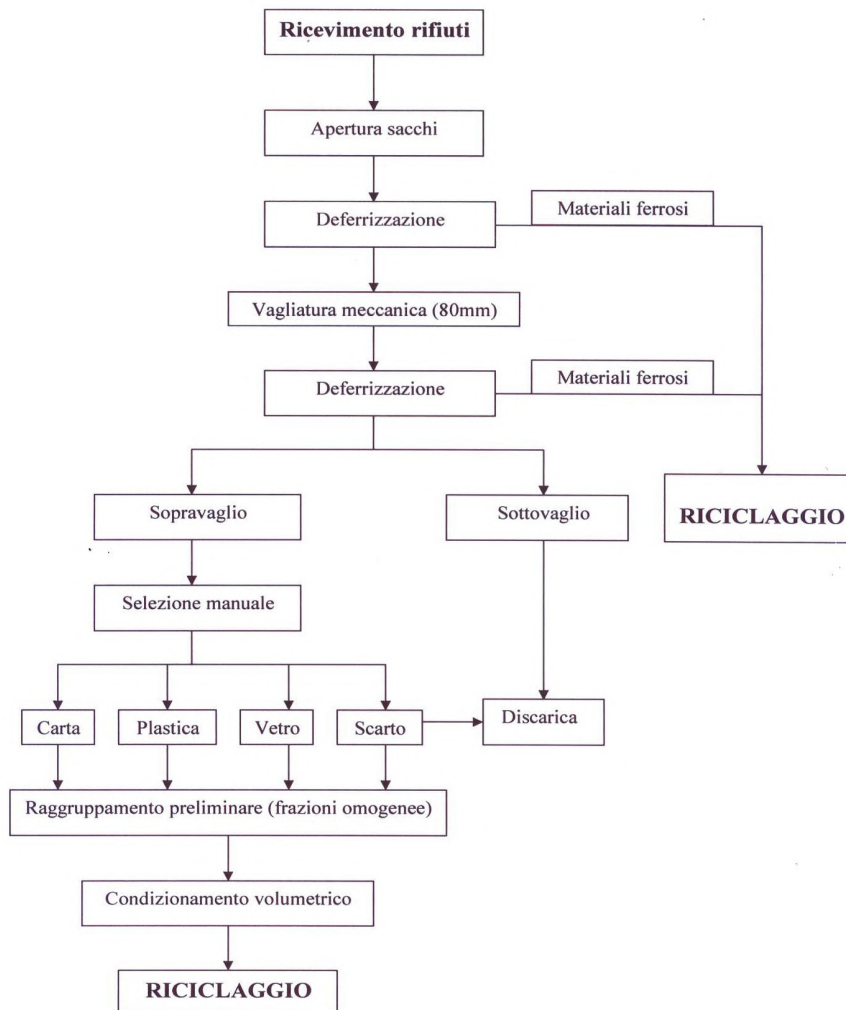 Ricevimento rifiuti
Apertura sacchi
Deferrizzazione
Materiali ferrosi
Vagliatura meccanica (80mm)
Deferrizzazione
Materiali ferrosi
Sopravaglio
Sottovaglio
RICICLAGGIO
Selezione manuale
Carta
Plastica
Vetro
Scarto
Discarica
Raggruppamento preliminare (frazioni omogenee)
Condizionamento volumetrico
RICICLAGGIO